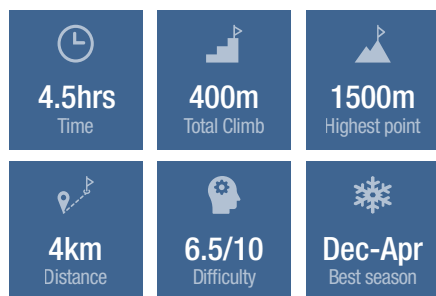 4.5hrs
Time
400m
Total Climb
1500m
Highest point
4km
Distance
6.5/10
Difficulty
Dec-Apr
Best season